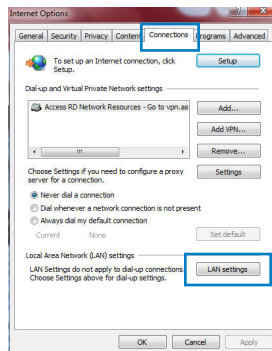 Internet Options
General Security Privacy Content Connections Programs Advanced
To set up an Internet connection, click
Setup.
Setup
Dial-up and Virtual Private Network settings
Access RD Network Resources - Go to vpn.as
Add...
Add VPN...
Remove...
Choose Settings if you need to configure a proxy
server for a connection.
Settings
Never dial a connection
Dial whenever a network connection is not present
Always dial my default connection
Current None
Set default
Local Area Network (LAN) settings
LAN Settings do not apply to dial-up connections.
Choose Settings above for dial-up settings.
LAN settings
OK Cancel Apply